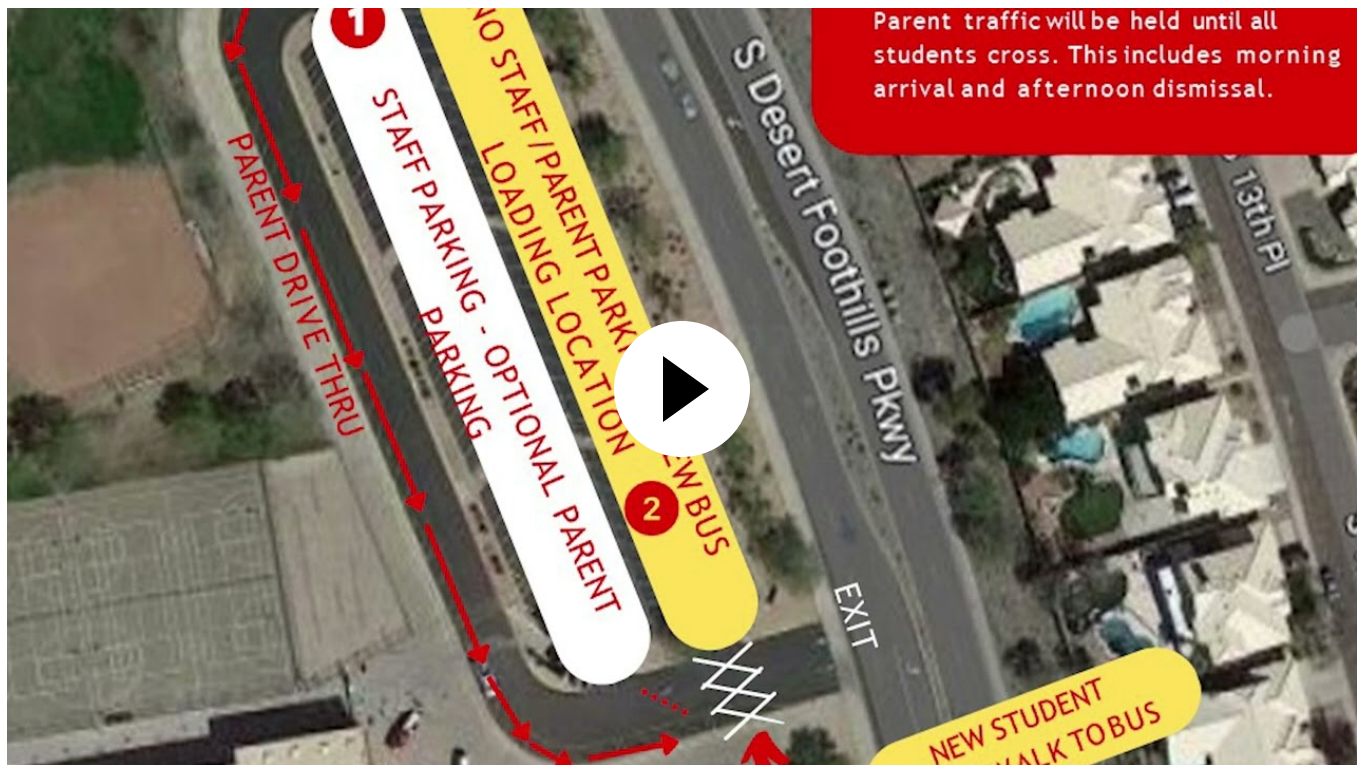 Parent traffic will be held until all
students cross. This includes morning
arrival and afternoon dismissal.
1
NO STAFF/PARENT PARKI
EW BUS
LOADING LOCATION
STAFF PARKING - OPTIONAL PARENT
PARKING
S Desert Foothills Pkwy
13th Pl
PARENT DRIVE THRU
2
EXIT
NEW STUDENT
WALK TO BUS